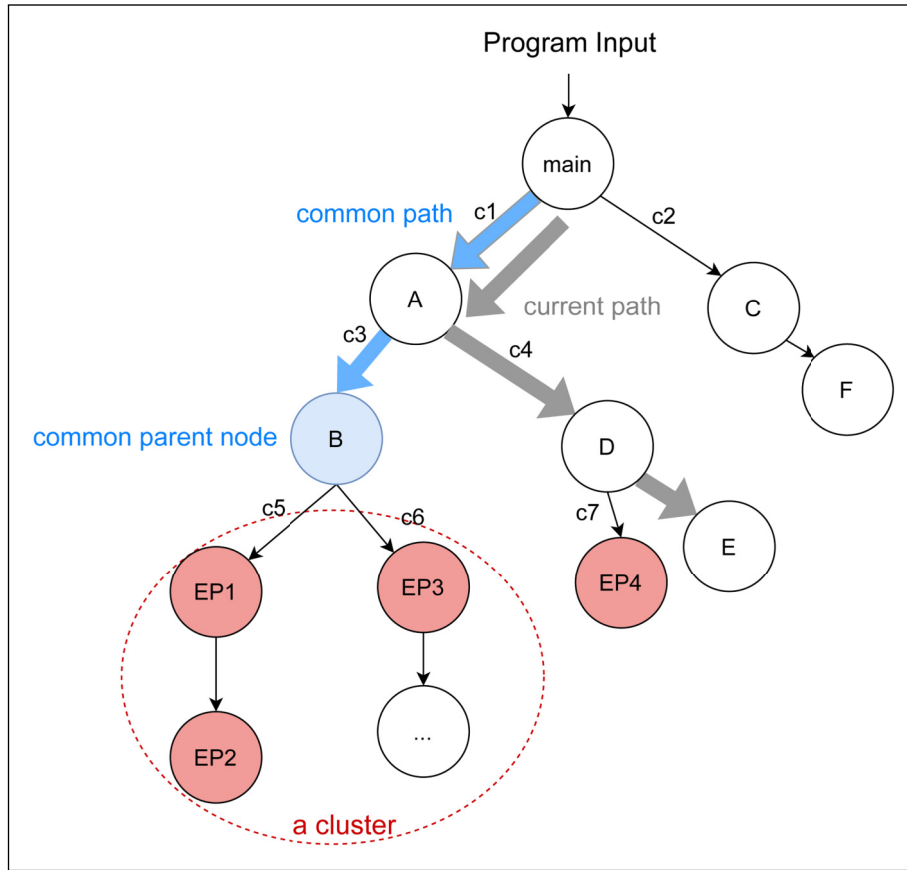 Program Input
main
common path
c1
c2
A
current path
C
c3
c4
F
common parent node
B
D
c5
c6
c7
E
EP1
EP3
EP4
...
EP2
a cluster